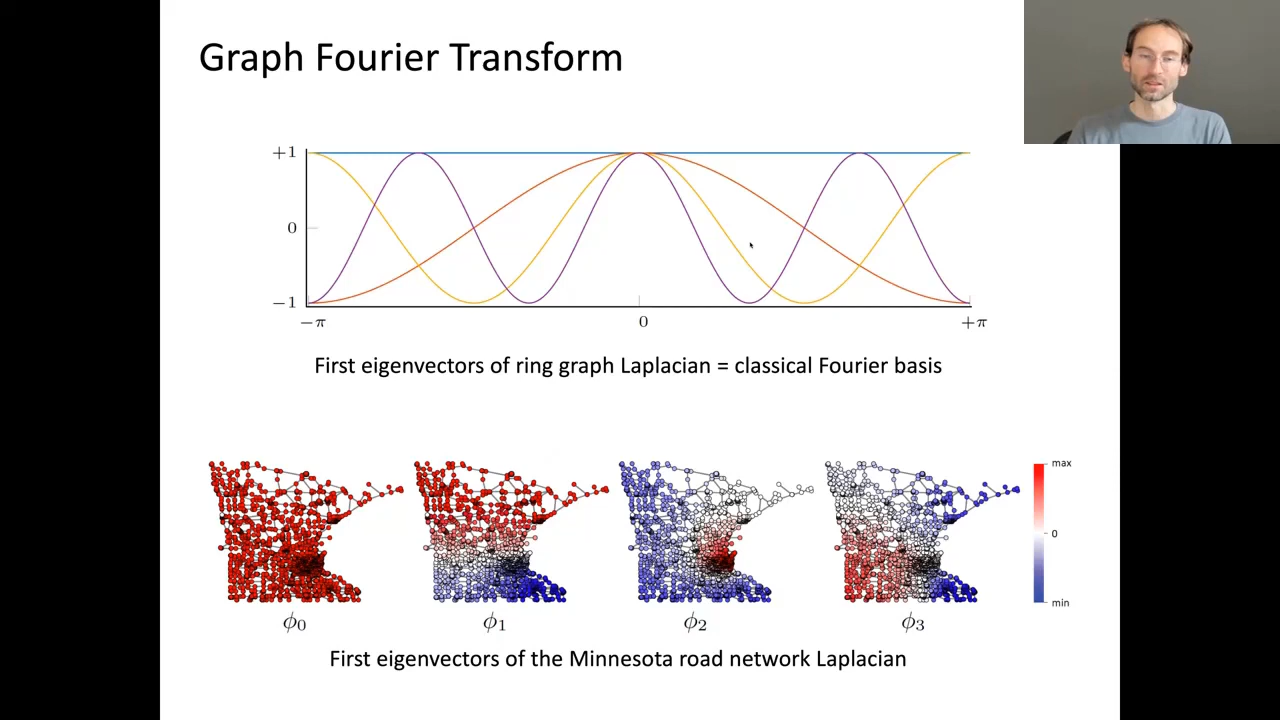 Graph Fourier Transform
+1
0
−1
−π
0
+π
First eigenvectors of ring graph Laplacian = classical Fourier basis
max
0
min
ϕ0
ϕ1
ϕ2
ϕ3
First eigenvectors of the Minnesota road network Laplacian